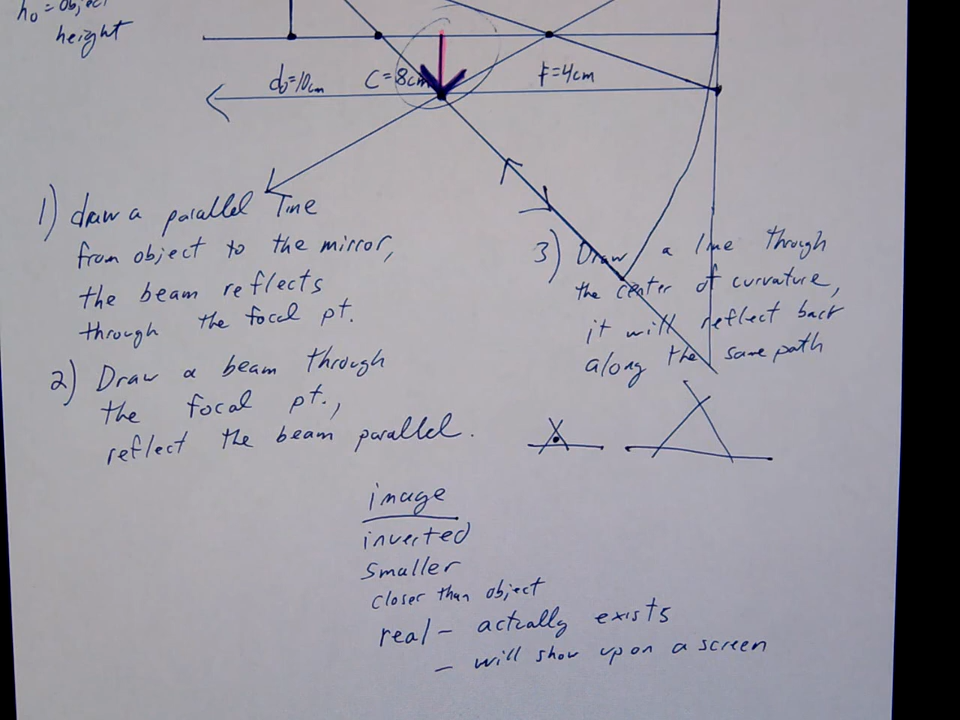 h₀ = object
height
d₀=10cm C=8cm F=4cm
1) draw a parallel line
from object to the mirror,
the beam reflects
through the focal pt.
2) Draw a beam through
the focal pt.,
reflect the beam parallel.
3) Draw a line through
the center of curvature,
it will reflect back
along the same path
image
inverted
smaller
closer than object
real – actually exists
– will show upon a screen